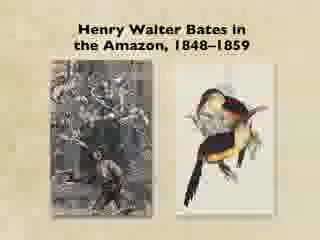 Henry Walter Bates in
the Amazon, 1848–1859